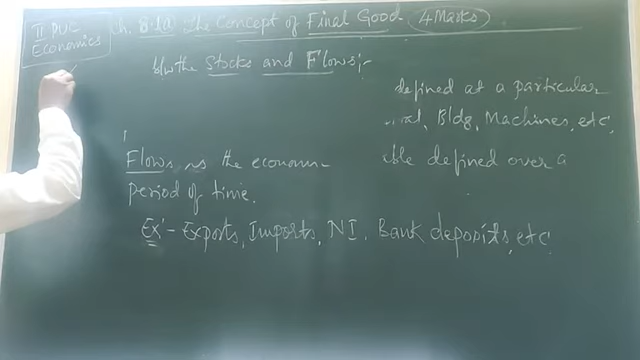 II PUC
Economics
Ch. 8.10 The Concept of Final Good (4 Marks)
b/w the Stocks and Flows :-
defined at a particular
Bldg, Machines, etc,
Flows is the econom
defined over a
period of time.
Ex - Exports, Imports, NI, Bank deposits, etc